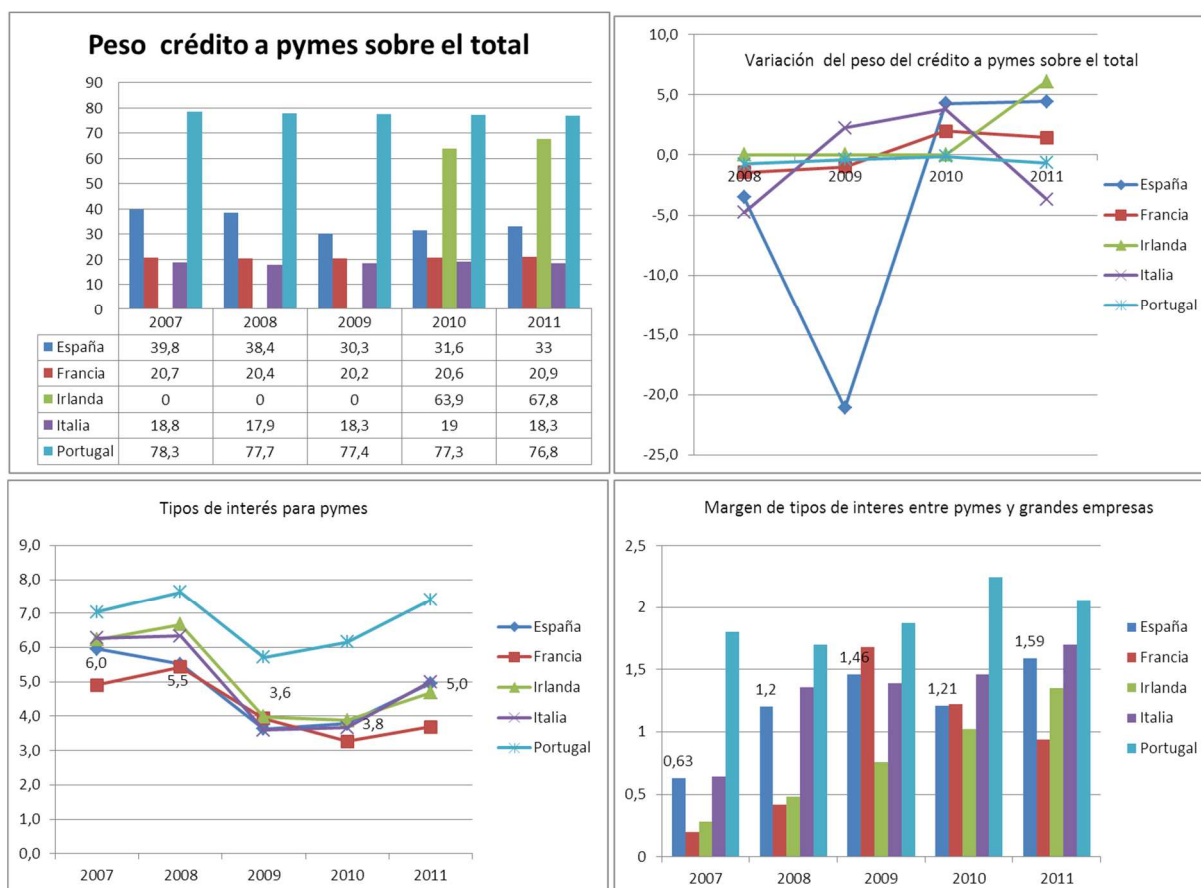 Peso crédito a pymes sobre el total
90
80
70
60
50
40
30
20
10
0
2007 2008 2009 2010 2011
España 39,8 38,4 30,3 31,6 33
Francia 20,7 20,4 20,2 20,6 20,9
Irlanda 0 0 0 63,9 67,8
Italia 18,8 17,9 18,3 19 18,3
Portugal 78,3 77,7 77,4 77,3 76,8
Variación del peso del crédito a pymes sobre el total
10,0
5,0
0,0
-5,0
-10,0
-15,0
-20,0
-25,0
2008 2009 2010 2011
España
Francia
Irlanda
Italia
Portugal
Tipos de interés para pymes
9,0
8,0
7,0
6,0
5,0
4,0
3,0
2,0
1,0
0,0
6,0
5,5
3,6
3,8
5,0
2007 2008 2009 2010 2011
España
Francia
Irlanda
Italia
Portugal
Margen de tipos de interes entre pymes y grandes empresas
2,5
2
1,5
1
0,5
0
0,63
1,2
1,46
1,21
1,59
2007 2008 2009 2010 2011
España
Francia
Irlanda
Italia
Portugal